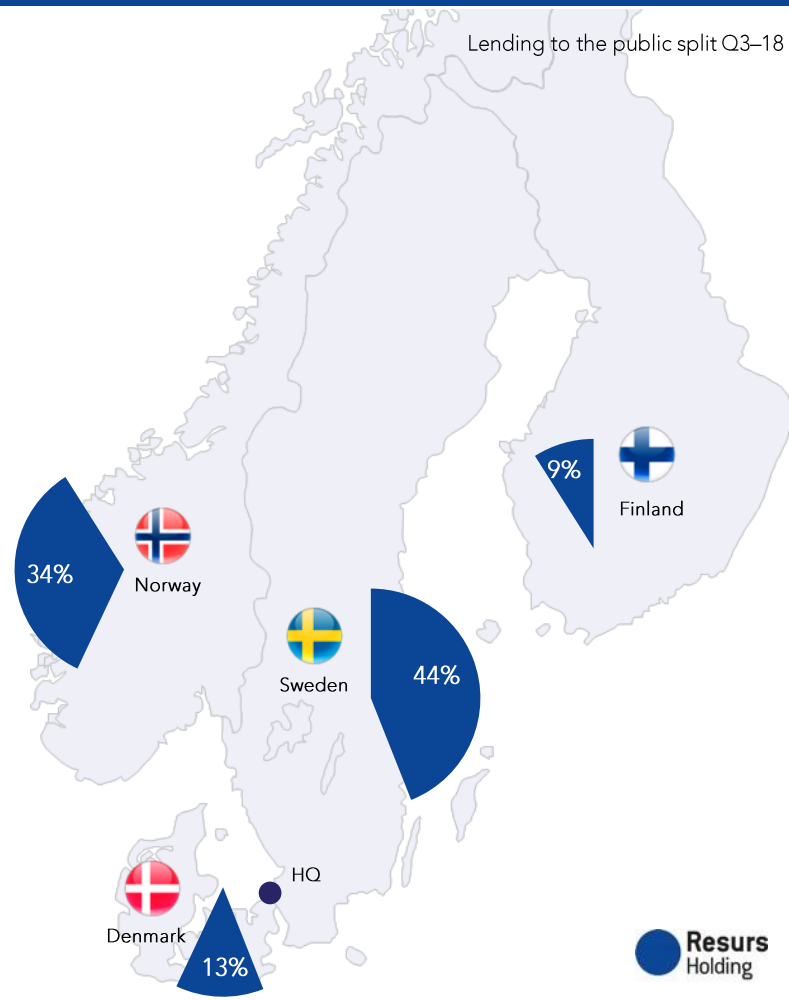 Lending to the public split Q3–18
9%
Finland
34%
Norway
44%
Sweden
HQ
Denmark
13%
Resurs
Holding